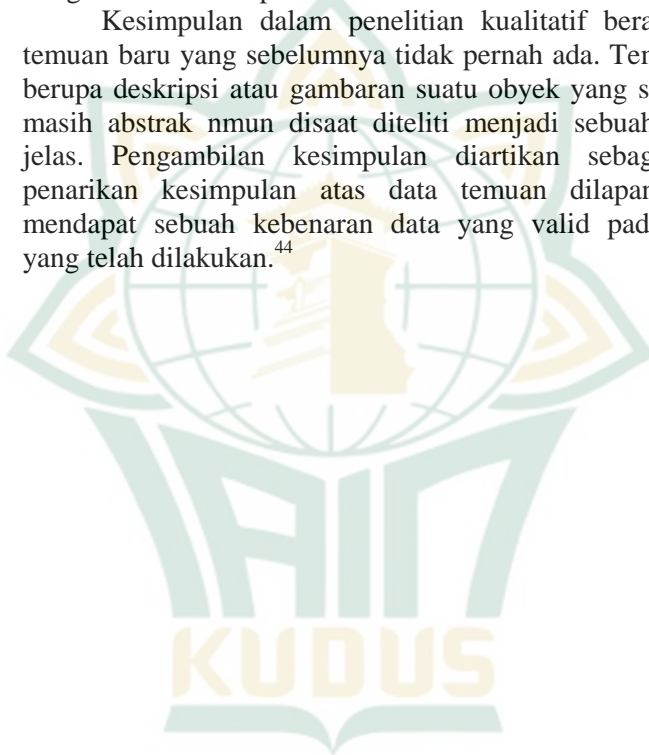 Kesimpulan dalam penelitian kualitatif bera
temuan baru yang sebelumnya tidak pernah ada. Ten
berupa deskripsi atau gambaran suatu obyek yang s
masih abstrak nmun disaat diteliti menjadi sebuah
jelas. Pengambilan kesimpulan diartikan sebag
penarikan kesimpulan atas data temuan dilapan
mendapat sebuah kebenaran data yang valid pad
yang telah dilakukan.44
IAIN
KUDUS